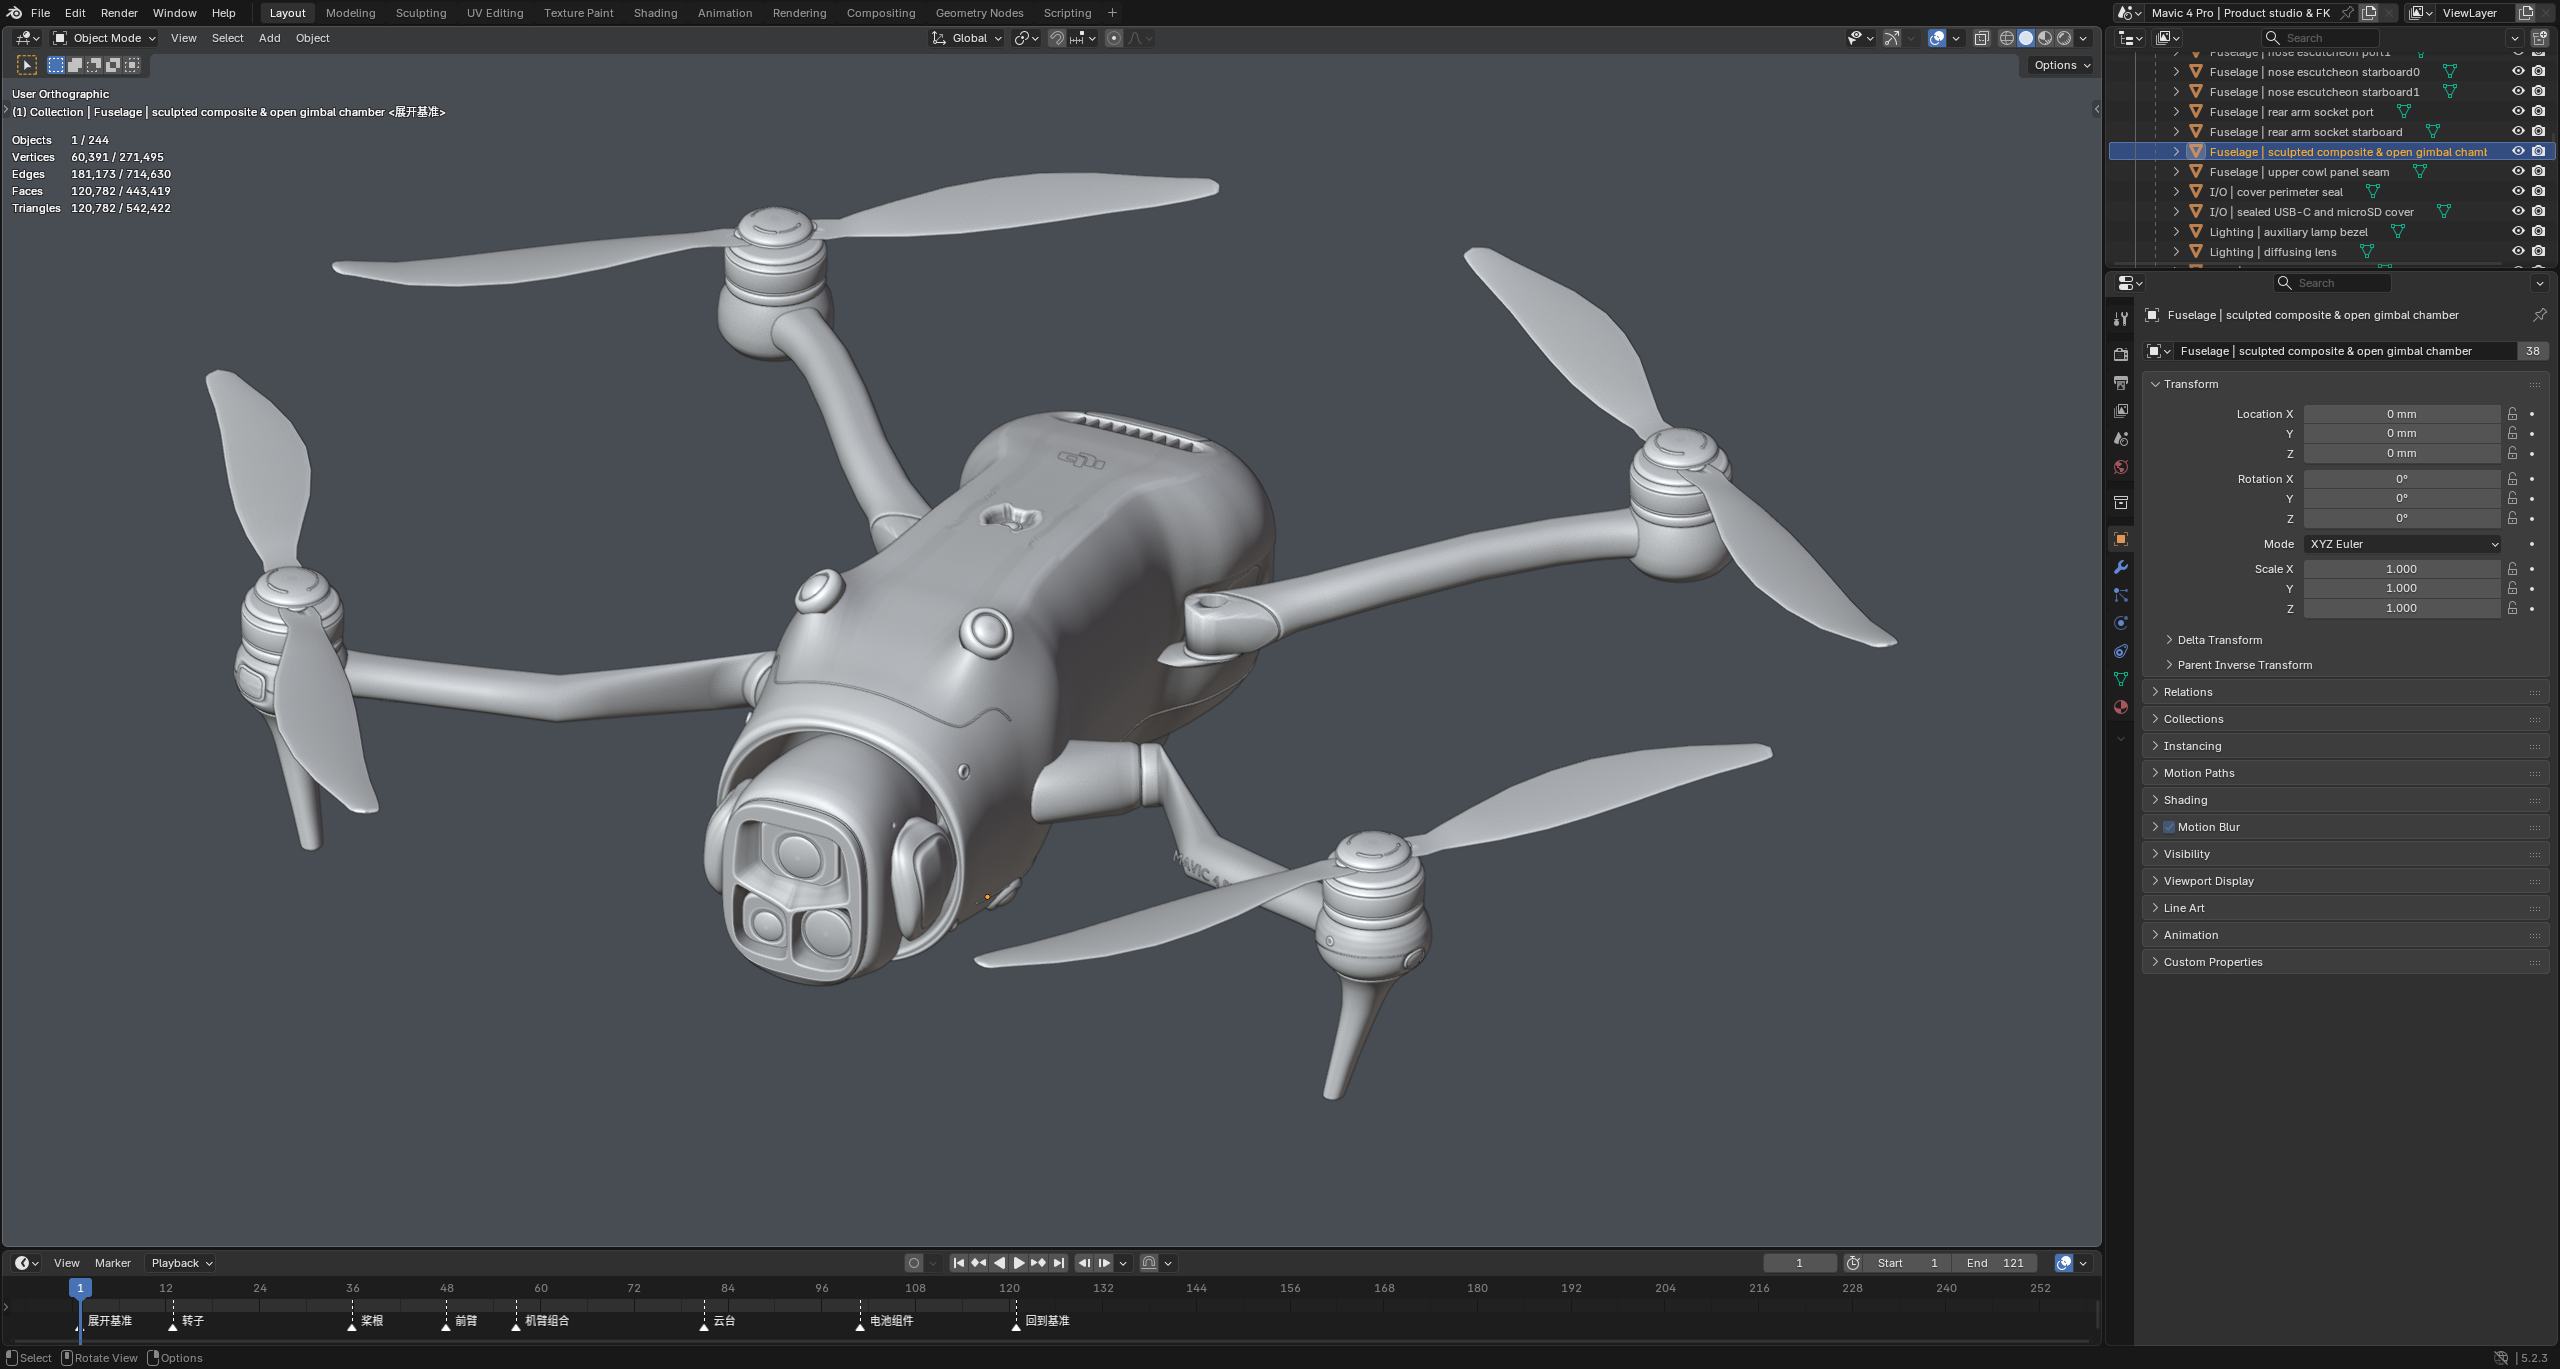 File Edit Render Window Help Layout Modeling Sculpting UV Editing Texture Paint Shading Animation Rendering Compositing Geometry Nodes Scripting + Mavic 4 Pro | Product studio & FK ViewLayer
Object Mode View Select Add Object Global Search
Options
User Orthographic
(1) Collection | Fuselage | sculpted composite & open gimbal chamber <展开基准>
Objects 1 / 244
Vertices 60,391 / 271,495
Edges 181,173 / 714,630
Faces 120,782 / 443,419
Triangles 120,782 / 542,422
dji
MAVIC 4
Fuselage | nose escutcheon port1
Fuselage | nose escutcheon starboard0
Fuselage | nose escutcheon starboard1
Fuselage | rear arm socket port
Fuselage | rear arm socket starboard
Fuselage | sculpted composite & open gimbal chamb
Fuselage | upper cowl panel seam
I/O | cover perimeter seal
I/O | sealed USB-C and microSD cover
Lighting | auxiliary lamp bezel
Lighting | diffusing lens
Search
Fuselage | sculpted composite & open gimbal chamber
Fuselage | sculpted composite & open gimbal chamber 38
Transform
Location X 0 mm
Y 0 mm
Z 0 mm
Rotation X 0°
Y 0°
Z 0°
Mode XYZ Euler
Scale X 1.000
Y 1.000
Z 1.000
Delta Transform
Parent Inverse Transform
Relations
Collections
Instancing
Motion Paths
Shading
Motion Blur
Visibility
Viewport Display
Line Art
Animation
Custom Properties
View Marker Playback 1 Start 1 End 121
1 12 24 36 48 60 72 84 96 108 120 132 144 156 168 180 192 204 216 228 240 252
展开基准 转子 桨根 前臂 机臂组合 云台 电池组件 回到基准
Select Rotate View Options 5.2.3